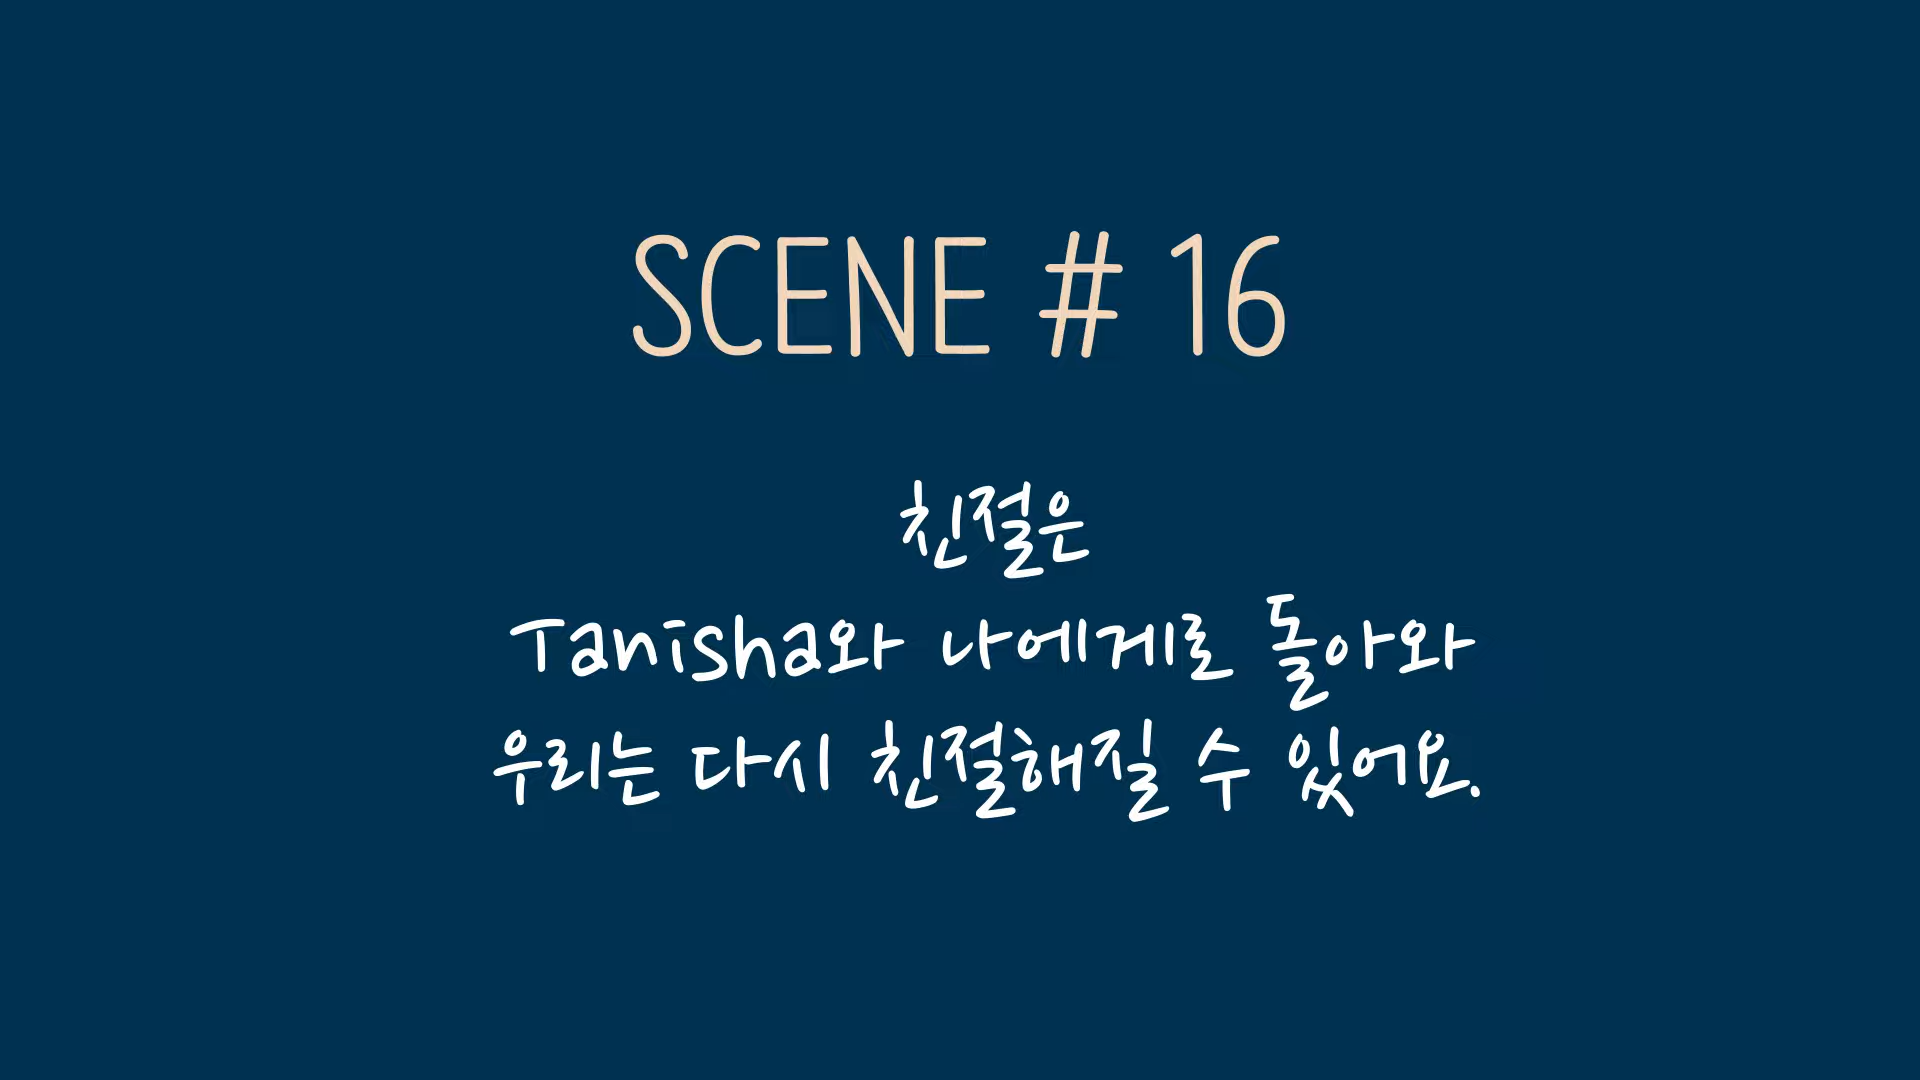 SCENE # 16
친절은
Tanisha와 나에게로 돌아와
우리는 다시 친절해질 수 있어요.